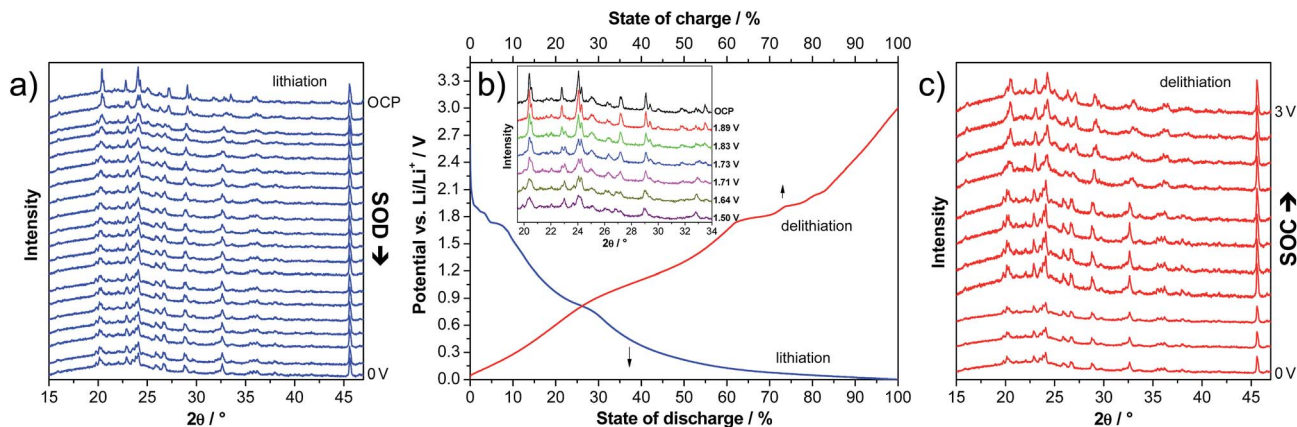 a)
lithiation
OCP
0 V
SOD ➔
Intensity
15 20 25 30 35 40 45
2θ / °
State of charge / %
0 10 20 30 40 50 60 70 80 90 100
b)
Potential vs. Li/Li⁺ / V
3.3
3.0
2.7
2.4
2.1
1.8
1.5
1.2
0.9
0.6
0.3
0.0
Intensity
OCP
1.89 V
1.83 V
1.73 V
1.71 V
1.64 V
1.50 V
20 22 24 26 28 30 32 34
2θ / °
delithiation
lithiation
0 10 20 30 40 50 60 70 80 90 100
State of discharge / %
c)
delithiation
3 V
0 V
SOC ➔
Intensity
15 20 25 30 35 40 45
2θ / °